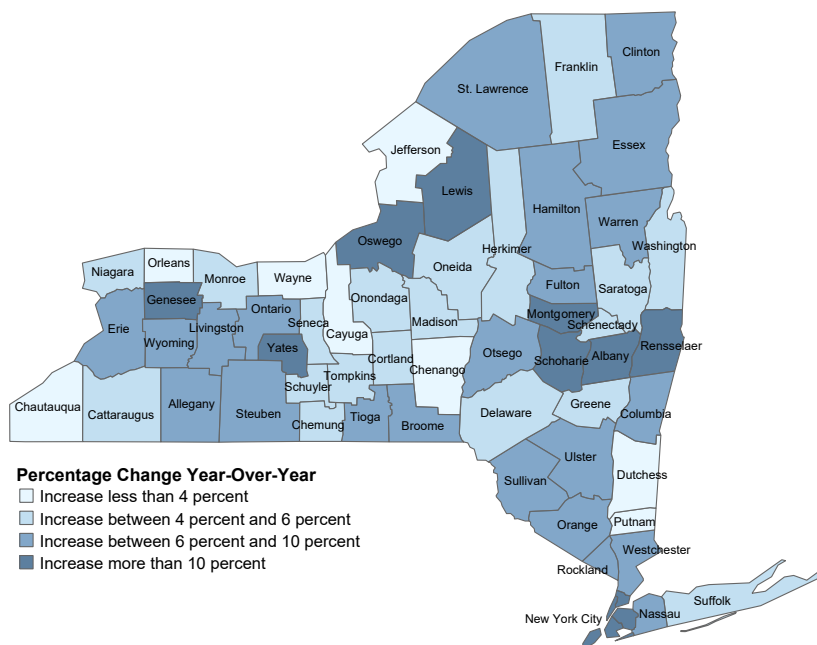 Clinton
Franklin
St. Lawrence
Essex
Jefferson
Lewis
Hamilton
Warren
Oswego
Washington
Herkimer
Oneida
Orleans
Niagara
Monroe
Wayne
Fulton
Saratoga
Genesee
Onondaga
Ontario
Montgomery
Seneca
Madison
Schenectady
Erie
Livingston
Cayuga
Wyoming
Yates
Rensselaer
Otsego
Albany
Schoharie
Cortland
Chenango
Tompkins
Schuyler
Chautauqua
Cattaraugus
Allegany
Steuben
Greene
Delaware
Columbia
Tioga
Chemung
Broome
Ulster
Percentage Change Year-Over-Year
Dutchess
Sullivan
Increase less than 4 percent
Increase between 4 percent and 6 percent
Putnam
Orange
Increase between 6 percent and 10 percent
Westchester
Increase more than 10 percent
Rockland
Suffolk
Nassau
New York City